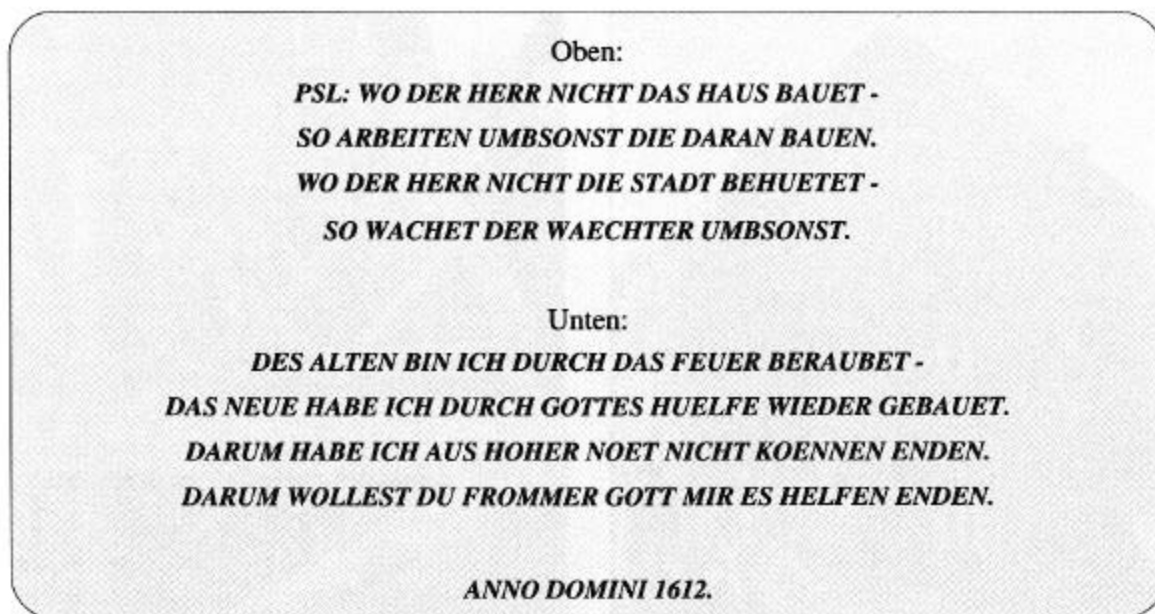 Oben:
PSL: WO DER HERR NICHT DAS HAUS BAUET -
SO ARBEITEN UMBSONST DIE DARAN BAUEN.
WO DER HERR NICHT DIE STADT BEHUETET -
SO WACHET DER WAECHTER UMBSONST.
Unten:
DES ALTEN BIN ICH DURCH DAS FEUER BERAUBET -
DAS NEUE HABE ICH DURCH GOTTES HUELFE WIEDER GEBAUET.
DARUM HABE ICH AUS HOHER NOET NICHT KOENNEN ENDEN.
DARUM WOLLEST DU FROMMER GOTT MIR ES HELFEN ENDEN.
ANNO DOMINI 1612.